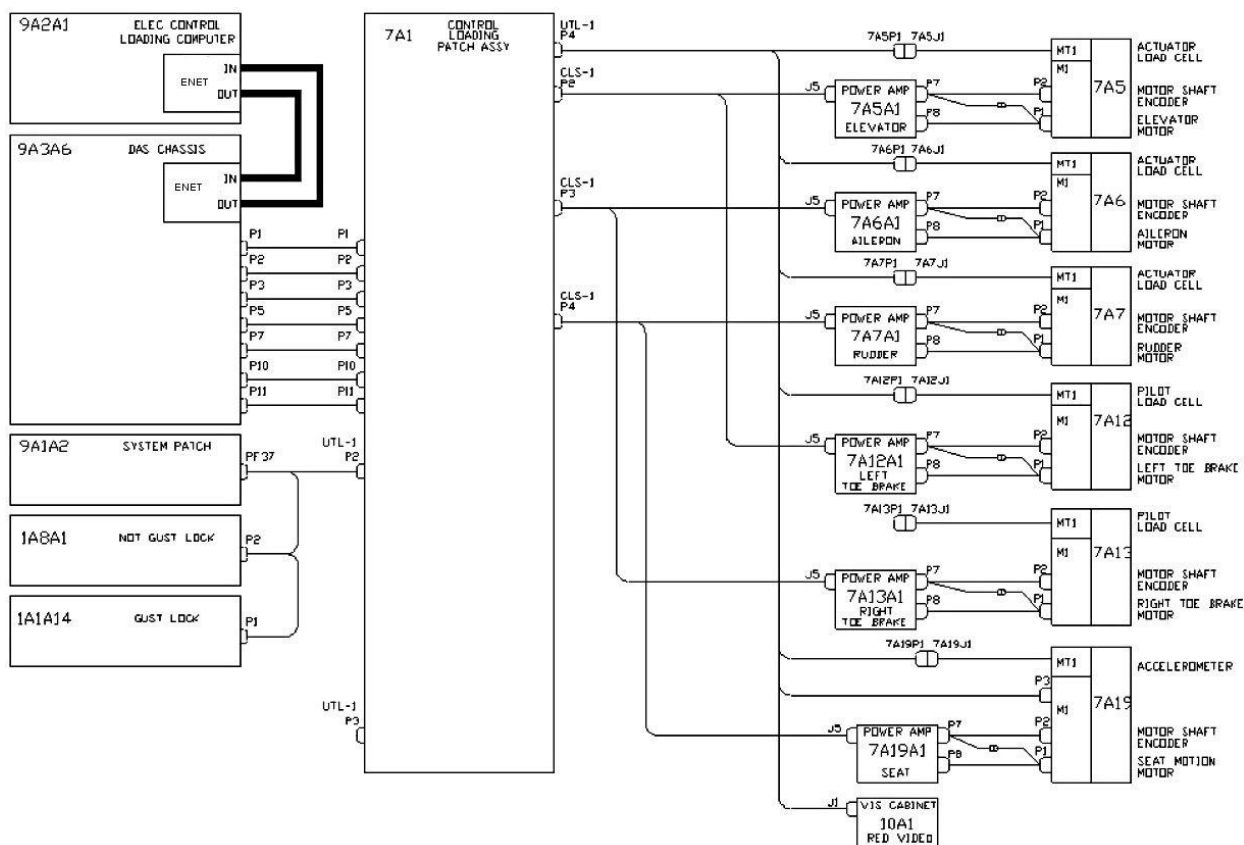 9A2A1
ELEC CONTROL
LOADING COMPUTER
ENET
IN
OUT
9A3A6
DAS CHASSIS
ENET
IN
OUT
P1 P1
P2 P2
P3 P3
P5 P5
P7 P7
P10 P10
P11 P11
9A1A2
SYSTEM PATCH
PF37
UTL-1
P2
1A8A1
NOT GUST LOCK
P2
1A1A14
GUST LOCK
P1
UTL-1
P3
7A1
CONTROL
LOADING
PATCH ASSY
UTL-1
P4
CLS-1
P2
CLS-1
P3
CLS-1
P4
7A5P1 7A5J1
MT1
M1
7A5
ACTUATOR
LOAD CELL
J5
POWER AMP
7A5A1
ELEVATOR
P7
P8
P2
P1
MOTOR SHAFT
ENCODER
ELEVATOR
MOTOR
7A6P1 7A6J1
MT1
M1
7A6
ACTUATOR
LOAD CELL
J5
POWER AMP
7A6A1
AILERON
P7
P8
P2
P1
MOTOR SHAFT
ENCODER
AILERON
MOTOR
7A7P1 7A7J1
MT1
M1
7A7
ACTUATOR
LOAD CELL
J5
POWER AMP
7A7A1
RUDDER
P7
P8
P2
P1
MOTOR SHAFT
ENCODER
RUDDER
MOTOR
7A12P1 7A12J1
MT1
M1
7A12
PILOT
LOAD CELL
J5
POWER AMP
7A12A1
LEFT
TOE BRAKE
P7
P8
P2
P1
MOTOR SHAFT
ENCODER
LEFT TOE BRAKE
MOTOR
7A13P1 7A13J1
MT1
M1
7A13
PILOT
LOAD CELL
J5
POWER AMP
7A13A1
RIGHT
TOE BRAKE
P7
P8
P2
P1
MOTOR SHAFT
ENCODER
RIGHT TOE BRAKE
MOTOR
7A19P1 7A19J1
MT1
M1
7A19
ACCELEROMETER
P3
J5
POWER AMP
7A19A1
SEAT
P7
P8
P2
P1
MOTOR SHAFT
ENCODER
SEAT MOTION
MOTOR
J1
VIS CABINET
10A1
RED VIDEO